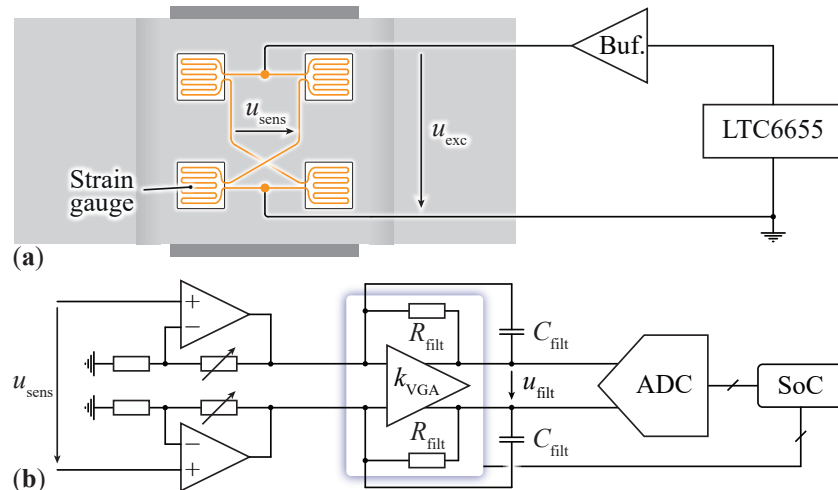 Buf.
u_sens
u_exc
LTC6655
Strain
gauge
(a)
+
−
R_filt
C_filt
u_sens
k_VGA
u_filt
ADC
SoC
−
+
R_filt
C_filt
(b)